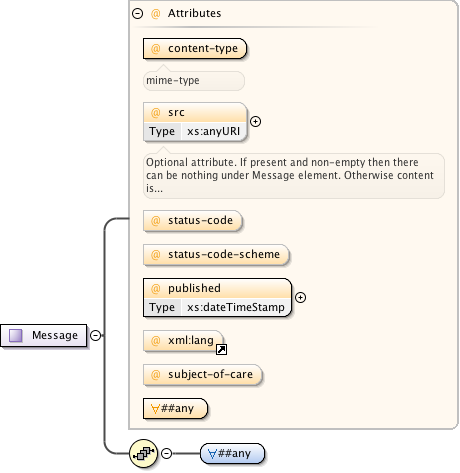 @ Attributes
@ content-type
mime-type
@ src
Type xs:anyURI
Optional attribute. If present and non-empty then there
can be nothing under Message element. Otherwise content
is...
@ status-code
@ status-code-scheme
@ published
Type xs:dateTimeStamp
@ xml:lang
@ subject-of-care
∀##any
Message
∀##any